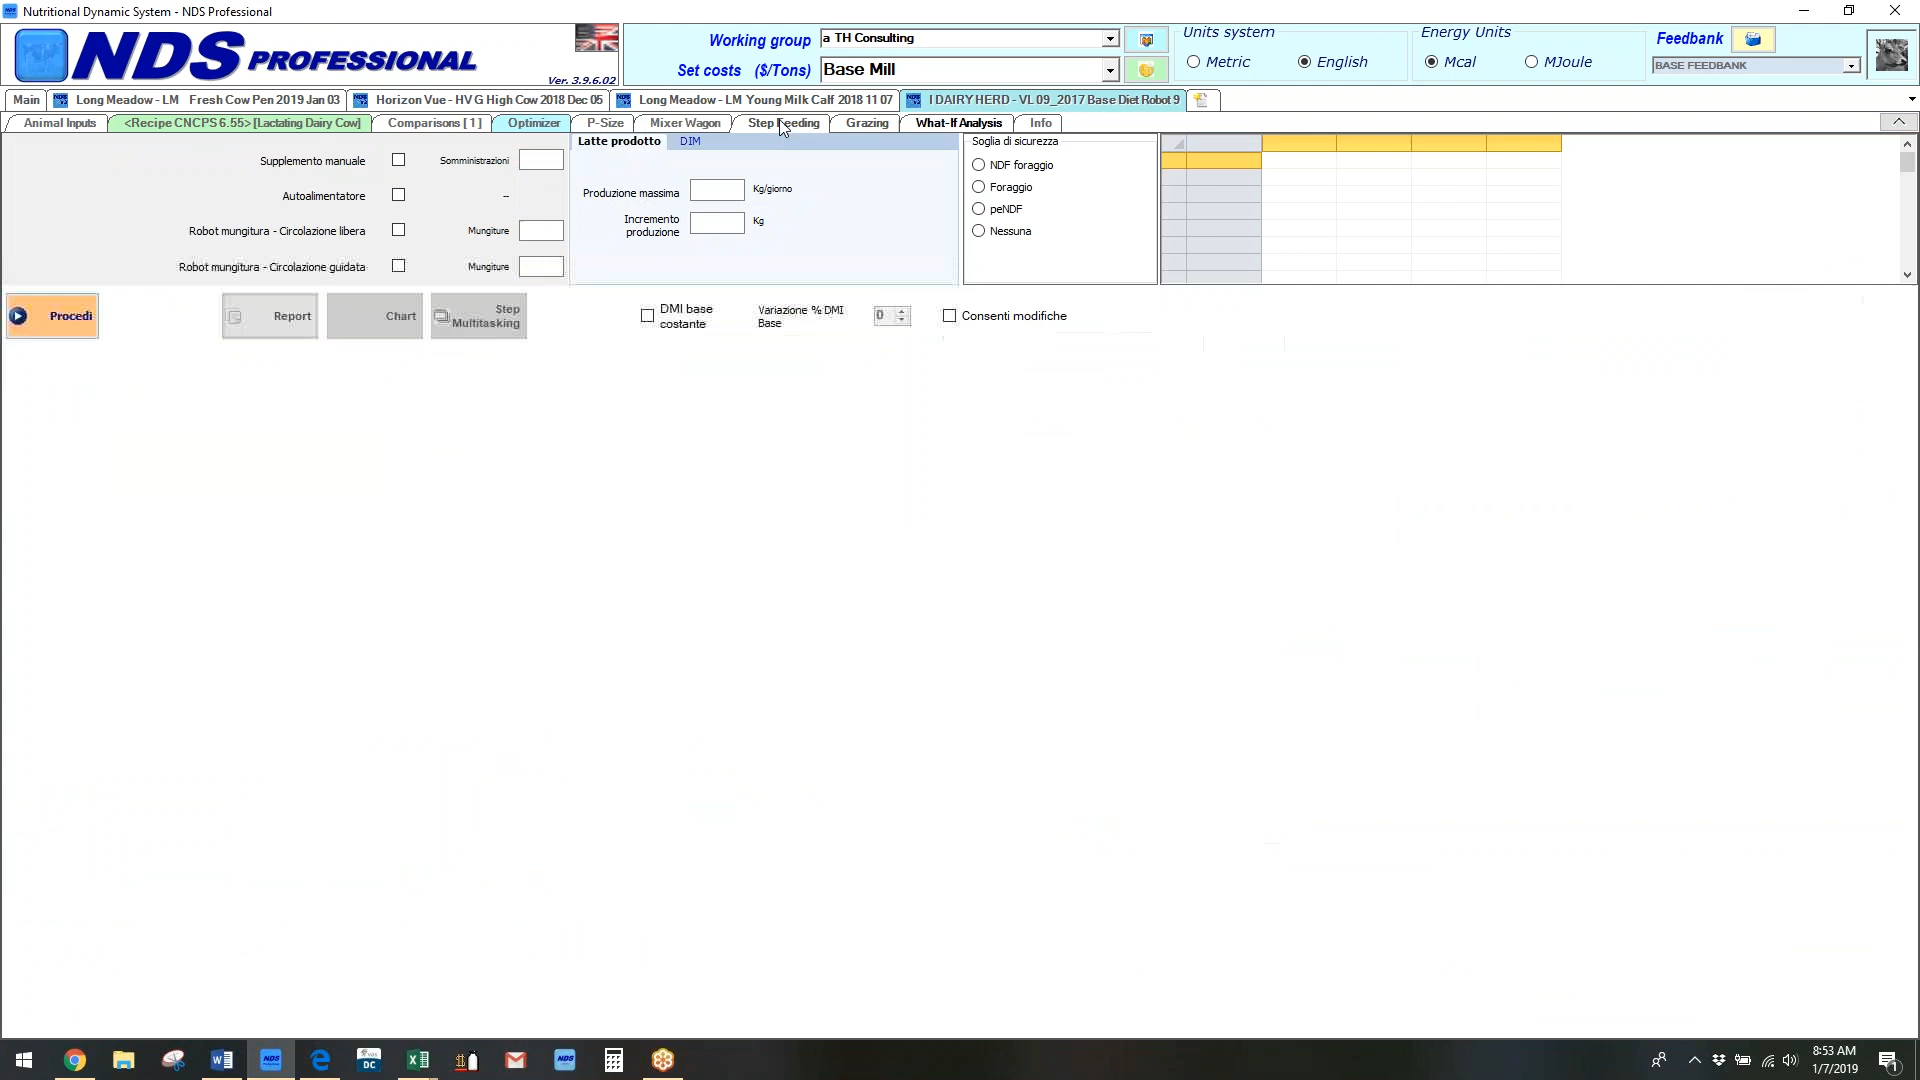 Nutritional Dynamic System - NDS Professional
NDS PROFESSIONAL
Ver. 3.9.6.02
Working group
a TH Consulting
Set costs ($/Tons)
Base Mill
Units system
Metric
English
Energy Units
Mcal
MJoule
Feedbank
BASE FEEDBANK
Main
Long Meadow - LM Fresh Cow Pen 2019 Jan 03
Horizon Vue - HV G High Cow 2018 Dec 05
Long Meadow - LM Young Milk Calf 2018 11 07
I DAIRY HERD - VL 09_2017 Base Diet Robot 9
Animal Inputs
<Recipe CNCPS 6.55> [Lactating Dairy Cow]
Comparisons [ 1 ]
Optimizer
P-Size
Mixer Wagon
Step Feeding
Grazing
What-If Analysis
Info
Supplemento manuale
Somministrazioni
Autoalimentatore
--
Robot mungitura - Circolazione libera
Mungiture
Robot mungitura - Circolazione guidata
Mungiture
Latte prodotto
DIM
Produzione massima
Kg/giorno
Incremento
produzione
Kg
Soglia di sicurezza
NDF foraggio
Foraggio
peNDF
Nessuna
Procedi
Report
Chart
Step
Multitasking
DMI base
costante
Variazione % DMI
Base
0
Consenti modifiche
NDS
DC
NDS
8:53 AM
1/7/2019
1